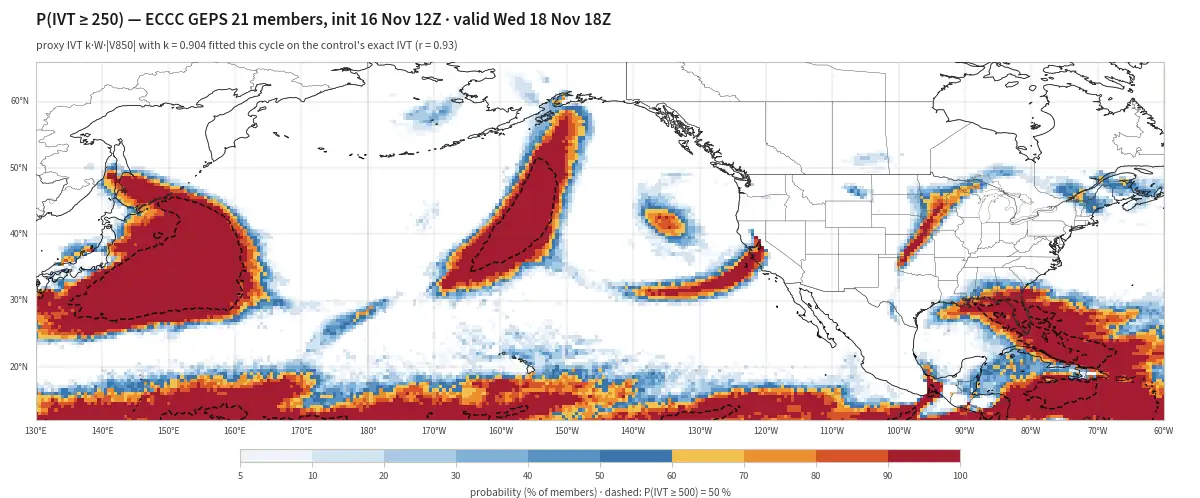 P(IVT ≥ 250) — ECCC GEPS 21 members, init 16 Nov 12Z · valid Wed 18 Nov 18Z
proxy IVT k·W·|V850| with k = 0.904 fitted this cycle on the control's exact IVT (r = 0.93)
60°N
50°N
40°N
30°N
20°N
130°E 140°E 150°E 160°E 170°E 180° 170°W 160°W 150°W 140°W 130°W 120°W 110°W 100°W 90°W 80°W 70°W 60°W
5 10 20 30 40 50 60 70 80 90 100
probability (% of members) · dashed: P(IVT ≥ 500) = 50 %